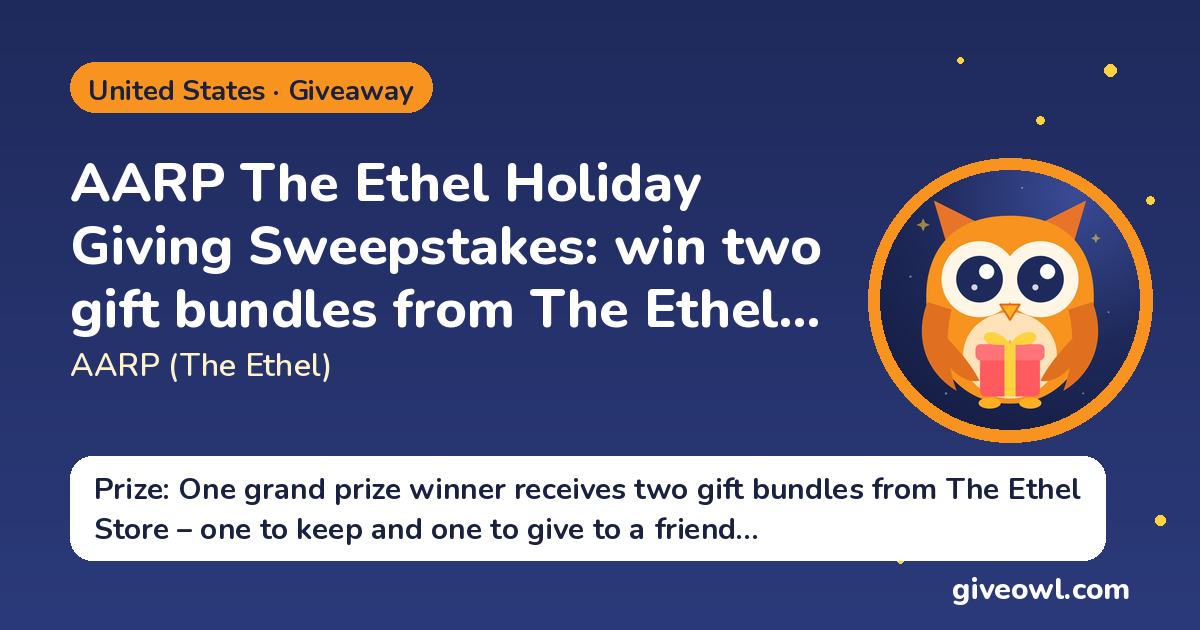 United States · Giveaway
AARP The Ethel Holiday
Giving Sweepstakes: win two
gift bundles from The Ethel...
AARP (The Ethel)
Prize: One grand prize winner receives two gift bundles from The Ethel
Store – one to keep and one to give to a friend...
giveowl.com